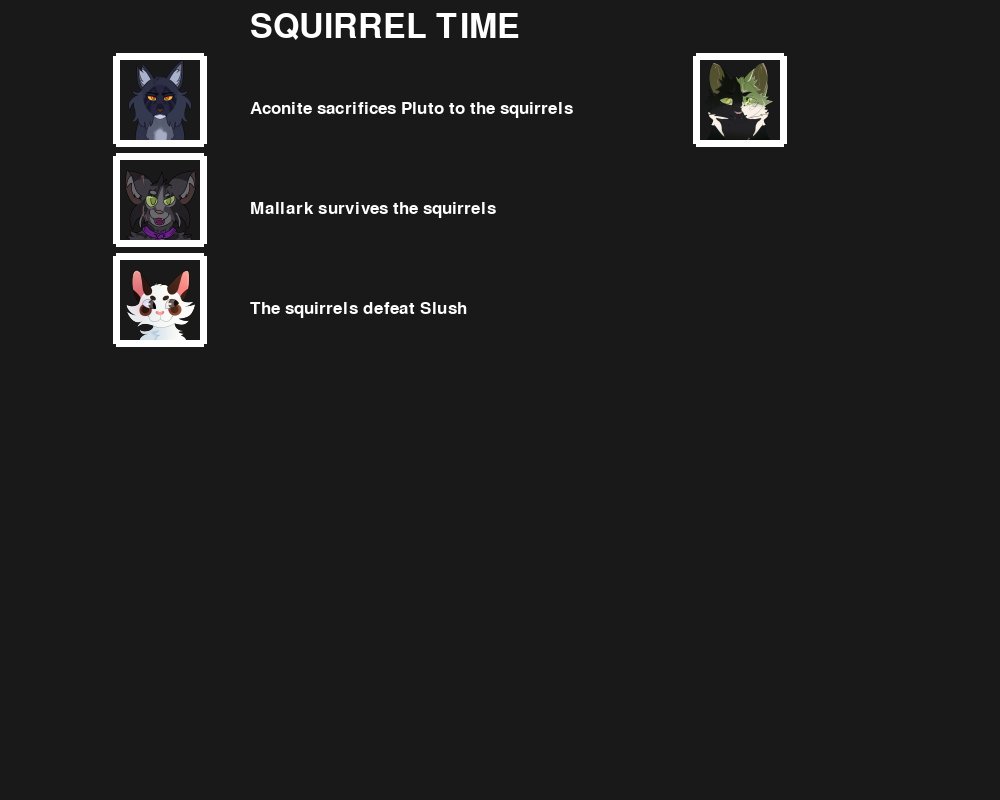 SQUIRREL TIME
Aconite sacrifices Pluto to the squirrels
Mallark survives the squirrels
The squirrels defeat Slush